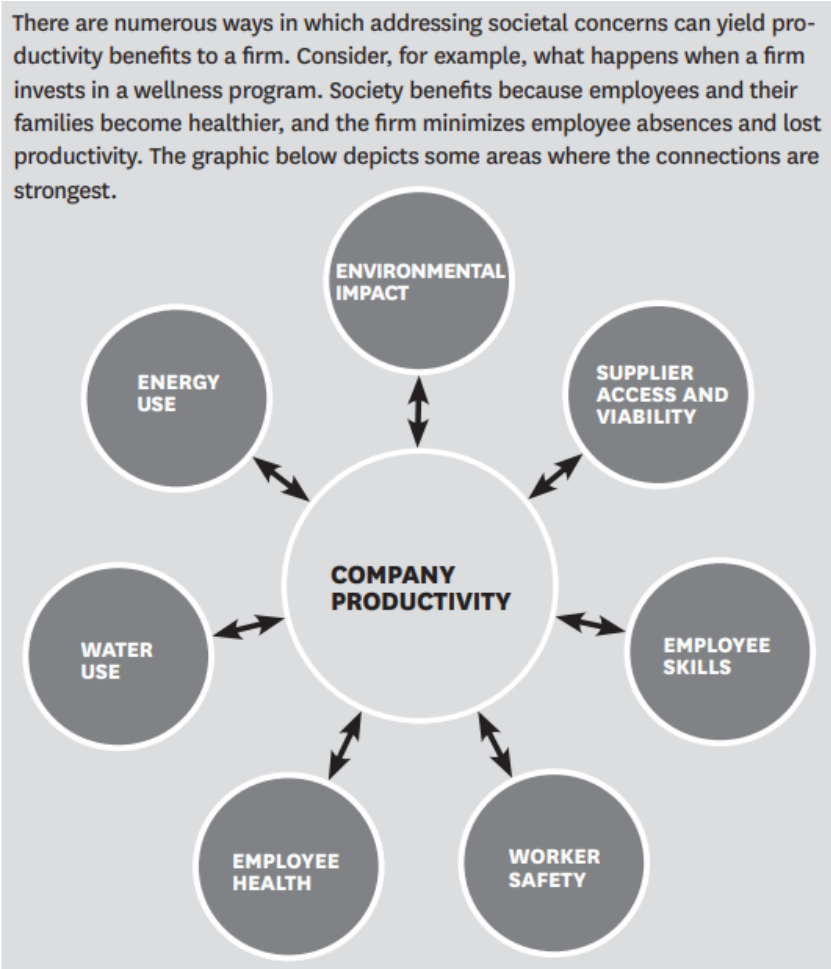 There are numerous ways in which addressing societal concerns can yield pro-
ductivity benefits to a firm. Consider, for example, what happens when a firm
invests in a wellness program. Society benefits because employees and their
families become healthier, and the firm minimizes employee absences and lost
productivity. The graphic below depicts some areas where the connections are
strongest.
ENVIRONMENTAL
IMPACT
SUPPLIER
ACCESS AND
VIABILITY
EMPLOYEE
SKILLS
WORKER
SAFETY
EMPLOYEE
HEALTH
WATER
USE
ENERGY
USE
COMPANY
PRODUCTIVITY